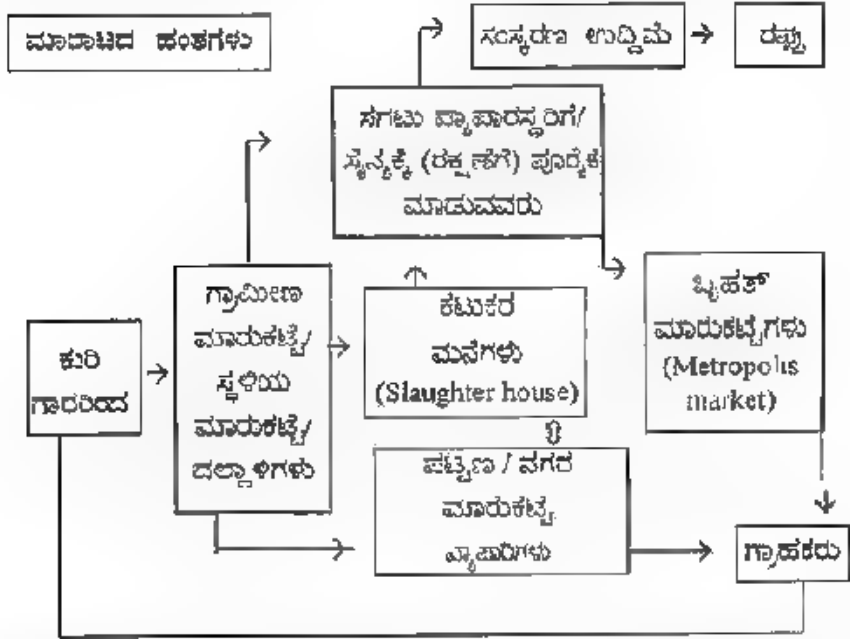 ಮಾರಾಟದ ಹಂತಗಳು
ಸಂಸ್ಕರಣ ಉದ್ದಿಮೆ
ರಫ್ತು
ಸಗಟು ವ್ಯಾಪಾರಸ್ಥರಿಗೆ/
ಸೈನ್ಯಕ್ಕೆ (ರಕ್ಷಣೆಗೆ) ಪೂರೈಕೆ
ಮಾಡುವವರು
ಕುರಿ
ಗಾರರಿಂದ
ಗ್ರಾಮೀಣ
ಮಾರುಕಟ್ಟೆ/
ಸ್ಥಳಿಯ
ಮಾರುಕಟ್ಟೆ/
ದಲ್ಲಾಳಿಗಳು
ಕಟುಕರ
ಮನೆಗಳು
(Slaughter house)
ಬೃಹತ್
ಮಾರುಕಟ್ಟೆಗಳು
(Metropolis
market)
ಪಟ್ಟಣ / ನಗರ
ಮಾರುಕಟ್ಟೆ
ವ್ಯಾಪಾರಿಗಳು
ಗ್ರಾಹಕರು